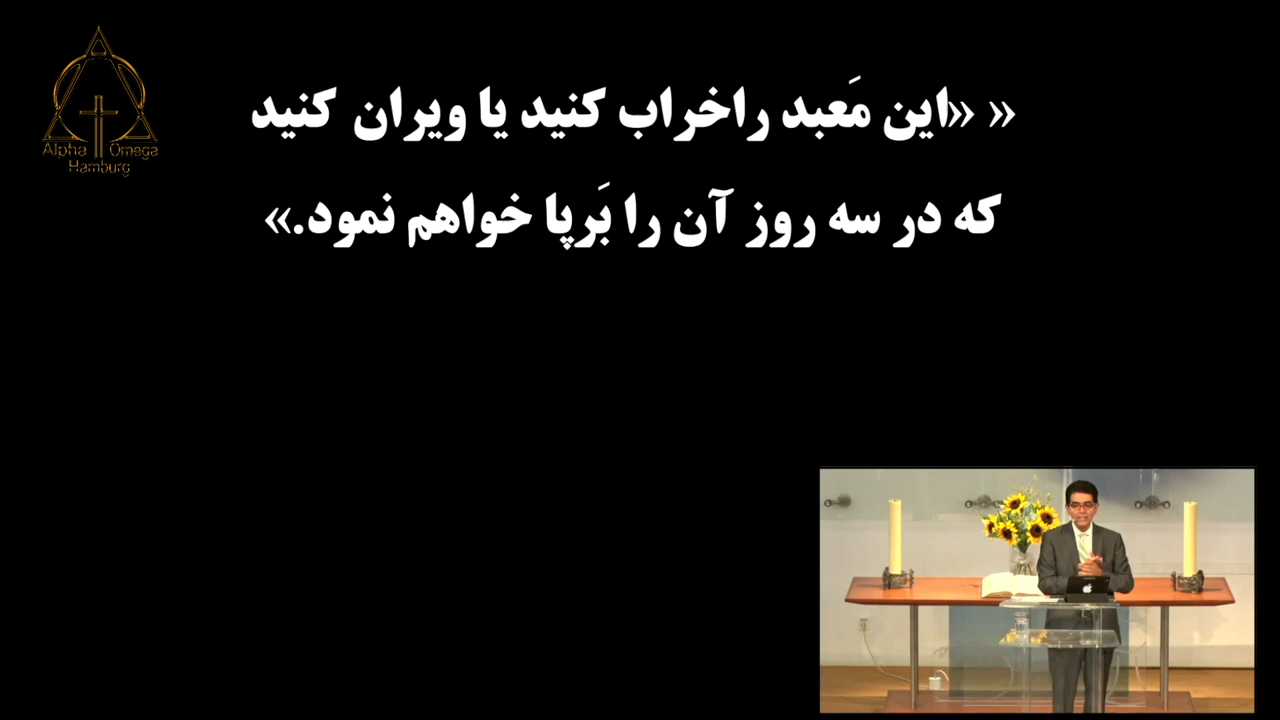 « «این مَعبد راخراب کنید یا ویران کنید
که در سه روز آن را بَرپا خواهم نمود.»
Alpha Omega
Hamburg